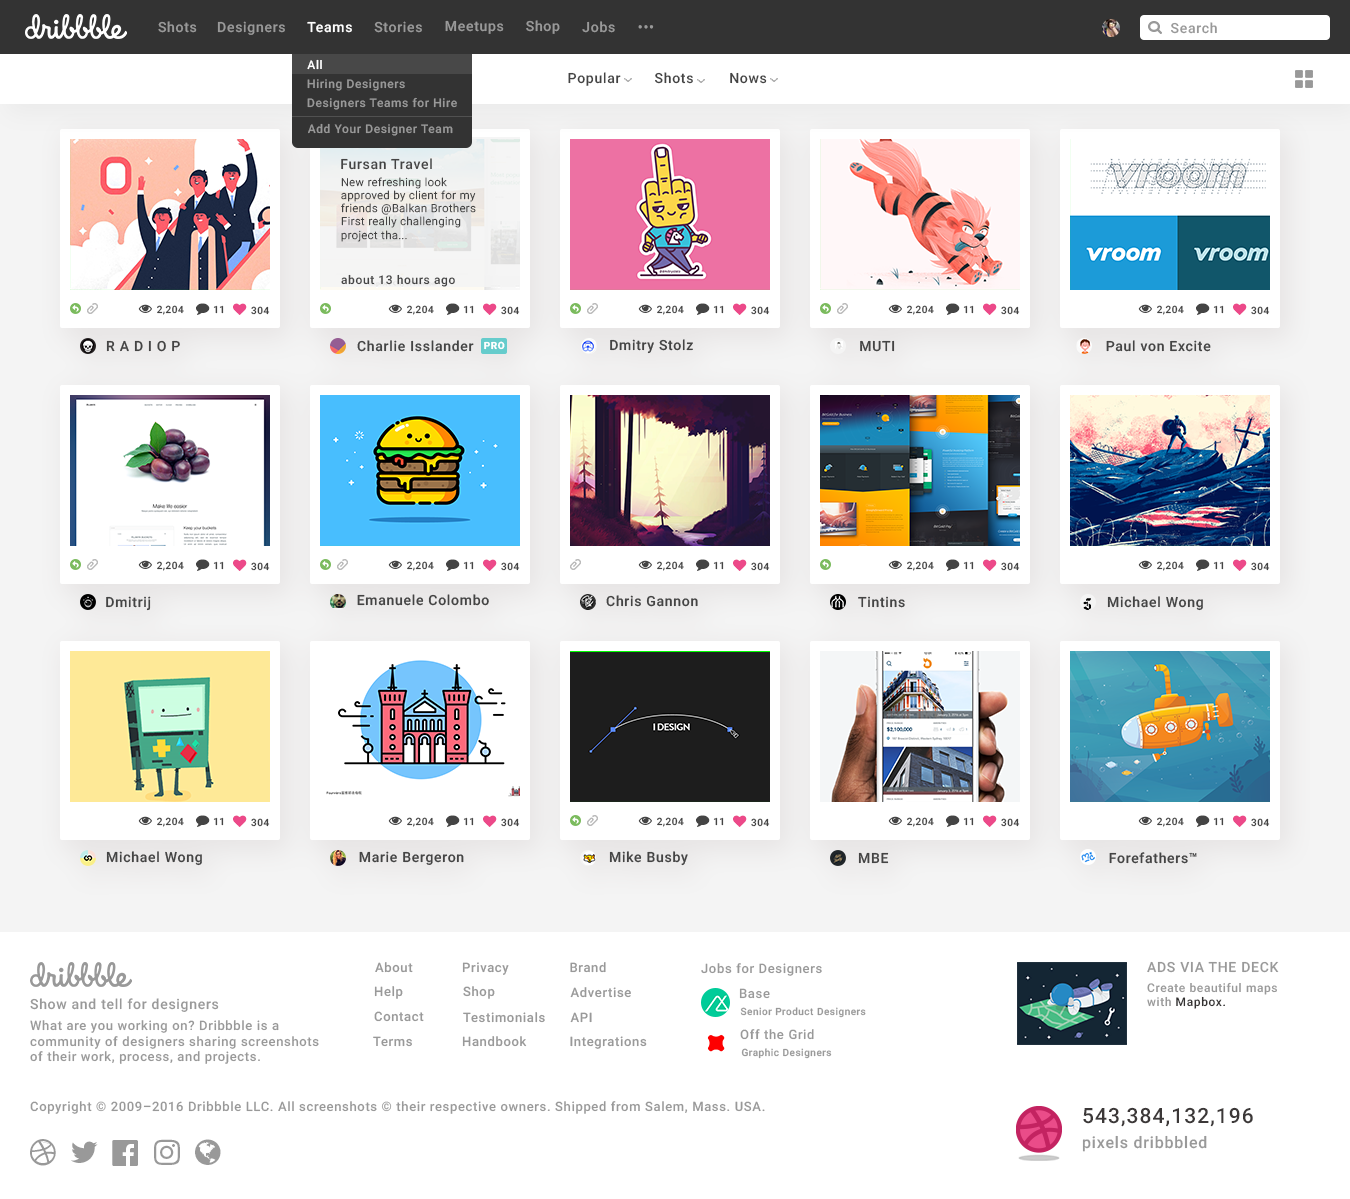 dribbble
Shots Designers Teams Stories Meetups Shop Jobs
Search
All
Hiring Designers
Designers Teams for Hire
Add Your Designer Team
Popular Shots Nows
Fursan Travel
New refreshing look
approved by client for my
friends @Balkan Brothers
First really challenging
project tha...
about 13 hours ago
vroom
vroom vroom
2,204 11 304
2,204 11 304
2,204 11 304
2,204 11 304
2,204 11 304
R A D I O P
Charlie Isslander PRO
Dmitry Stolz
MUTI
Paul von Excite
Make life easier
Keep your buckets
2,204 11 304
2,204 11 304
2,204 11 304
2,204 11 304
2,204 11 304
Dmitrij
Emanuele Colombo
Chris Gannon
Tintins
Michael Wong
I DESIGN
$2,100,000
2,204 11 304
2,204 11 304
2,204 11 304
2,204 11 304
2,204 11 304
Michael Wong
Marie Bergeron
Mike Busby
MBE
Forefathers™
dribbble
Show and tell for designers
What are you working on? Dribbble is a
community of designers sharing screenshots
of their work, process, and projects.
About
Help
Contact
Terms
Privacy
Shop
Testimonials
Handbook
Brand
Advertise
API
Integrations
Jobs for Designers
Base
Senior Product Designers
Off the Grid
Graphic Designers
ADS VIA THE DECK
Create beautiful maps
with Mapbox.
Copyright © 2009–2016 Dribbble LLC. All screenshots © their respective owners. Shipped from Salem, Mass. USA.
543,384,132,196
pixels dribbbled